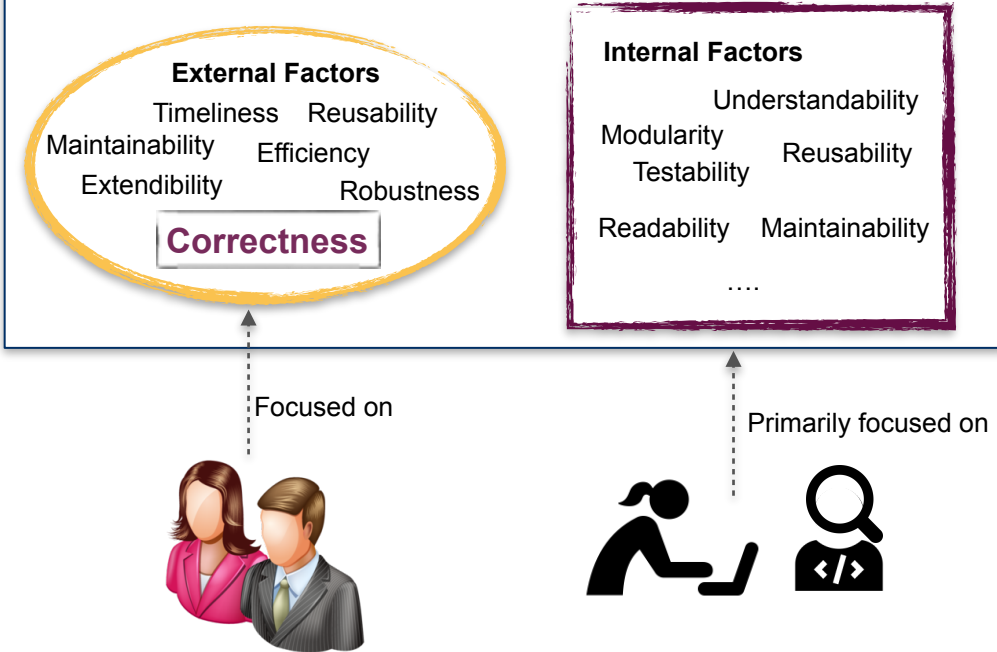 External Factors
Timeliness Reusability
Maintainability Efficiency
Extendibility Robustness
Correctness
Internal Factors
Understandability
Modularity
Reusability
Testability
Readability Maintainability
....
Focused on
Primarily focused on
</>